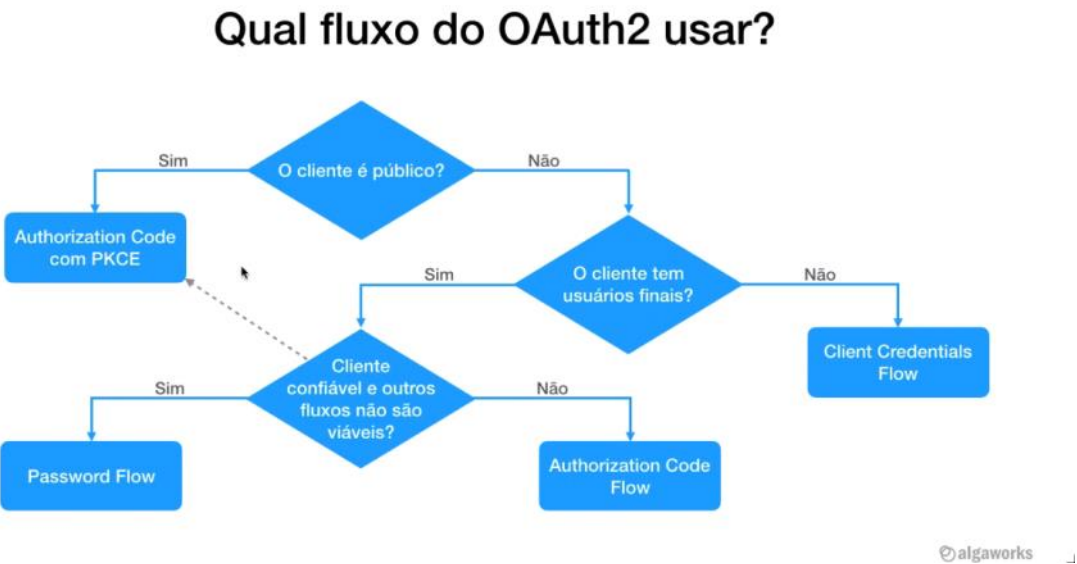 Qual fluxo do OAuth2 usar?
Sim
O cliente é público?
Não
Authorization Code
com PKCE
Sim
O cliente tem
usuários finais?
Não
Client Credentials
Flow
Sim
Cliente
confiável e outros
fluxos não são
viáveis?
Não
Password Flow
Authorization Code
Flow
algaworks